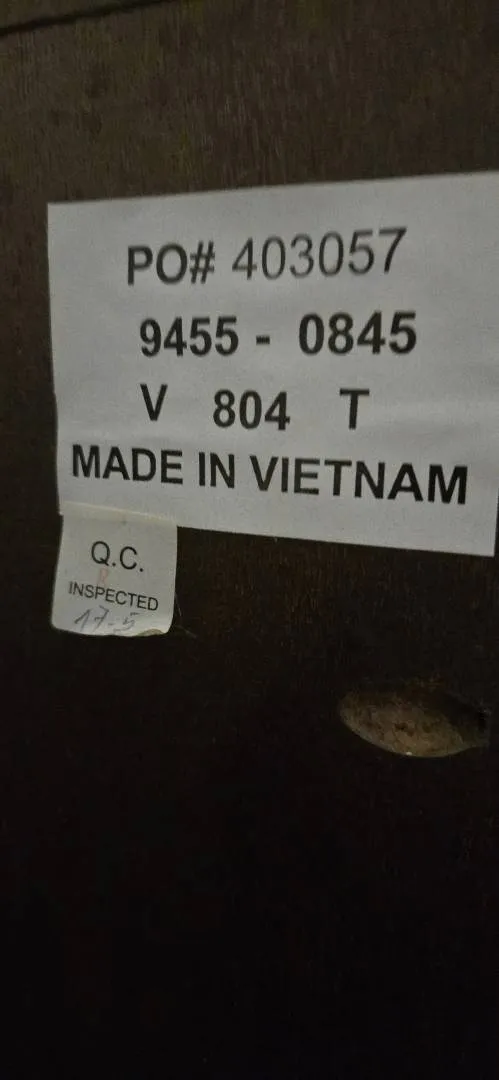 PO# 403057
9455 - 0845
V 804 T
MADE IN VIETNAM
Q.C.
INSPECTED
17-5